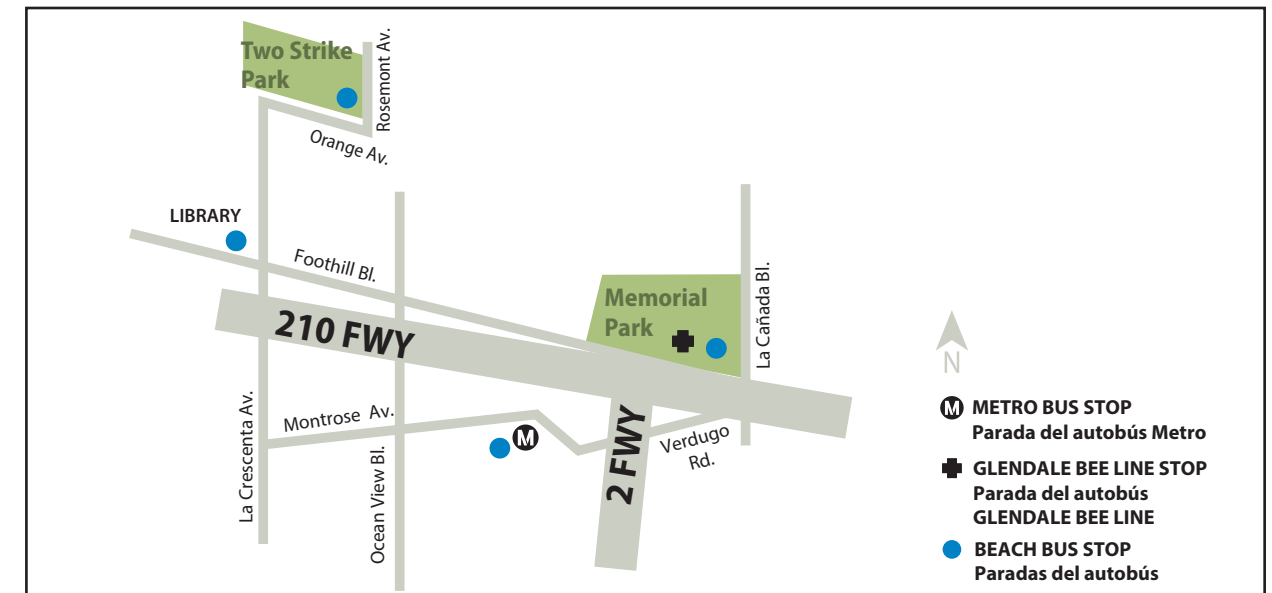 Two Strike
Park
Rosemont Av.
Orange Av.
LIBRARY
Foothill Bl.
210 FWY
Memorial
Park
La Cañada Bl.
La Crescenta Av.
Montrose Av.
Ocean View Bl.
M
2 FWY
Verdugo
Rd.
N
M METRO BUS STOP
Parada del autobús Metro
GLENDALE BEE LINE STOP
Parada del autobús
GLENDALE BEE LINE
BEACH BUS STOP
Paradas del autobús